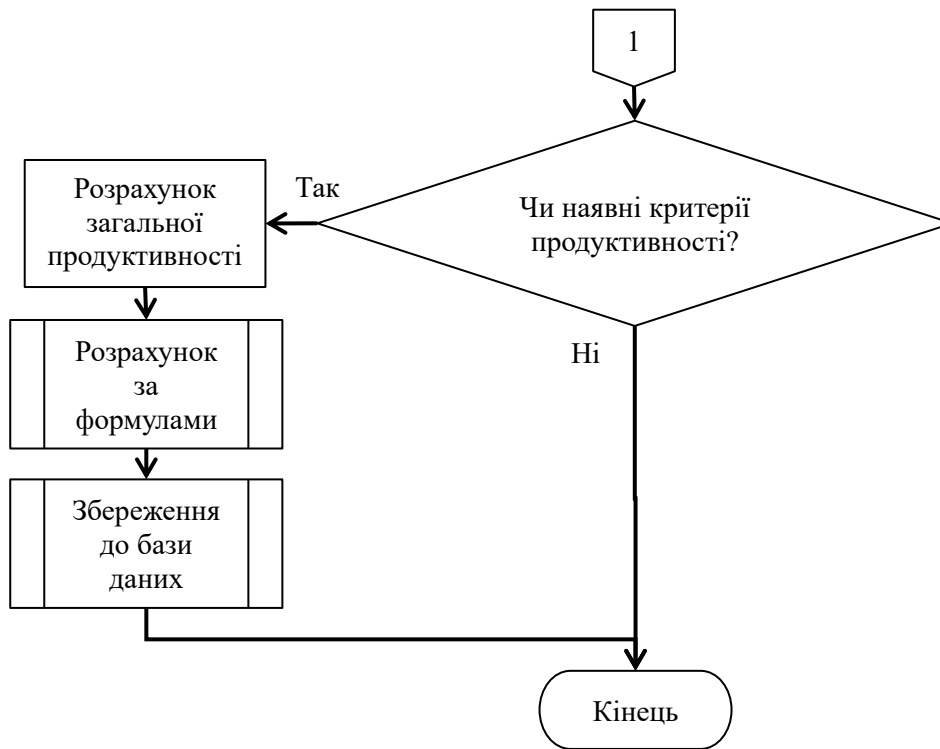 1
Чи наявні критерії
продуктивності?
Так
Розрахунок
загальної
продуктивності
Розрахунок
за
формулами
Ні
Збереження
до бази
даних
Кінець